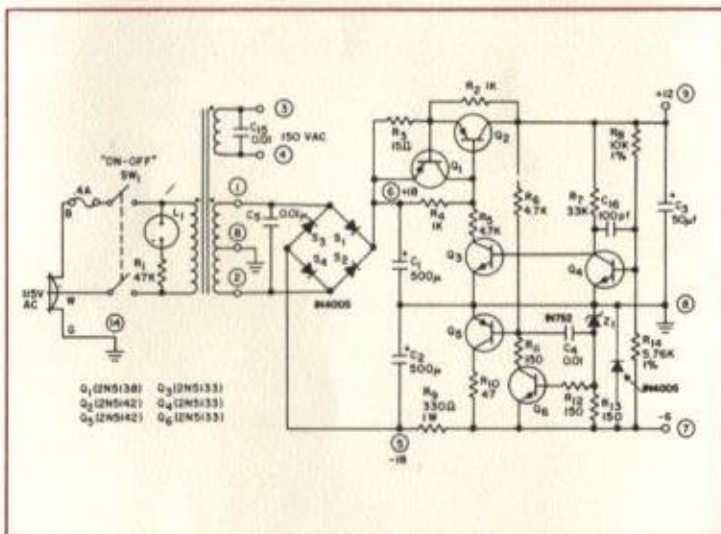 "ON-OFF"
SW1
.4A
B
115V
AC
W
G
14
L1
R1
47K
3
C15
0.01
150 VAC
4
1
C5
0.01µ
8
2
S3
S1
S4
S2
IN4005
R2 1K
R3
15Ω
Q1
Q2
6
+18
R4
1K
R5
4.7K
R6
4.7K
R7
33K
C16
100pf
R8
10K
1%
+12
9
C3
50µf
C1
500µ
Q3
Q4
8
Q5
IN752
Z1
C4
0.01
R11
150
R14
5.76K
1%
C2
500µ
R9
330Ω
1W
R10
47
Q6
R12
150
R13
150
IN4005
-6
7
5
-18
Q1(2N5138) Q3(2N5133)
Q2(2N5142) Q4(2N5133)
Q5(2N5142) Q6(2N5133)